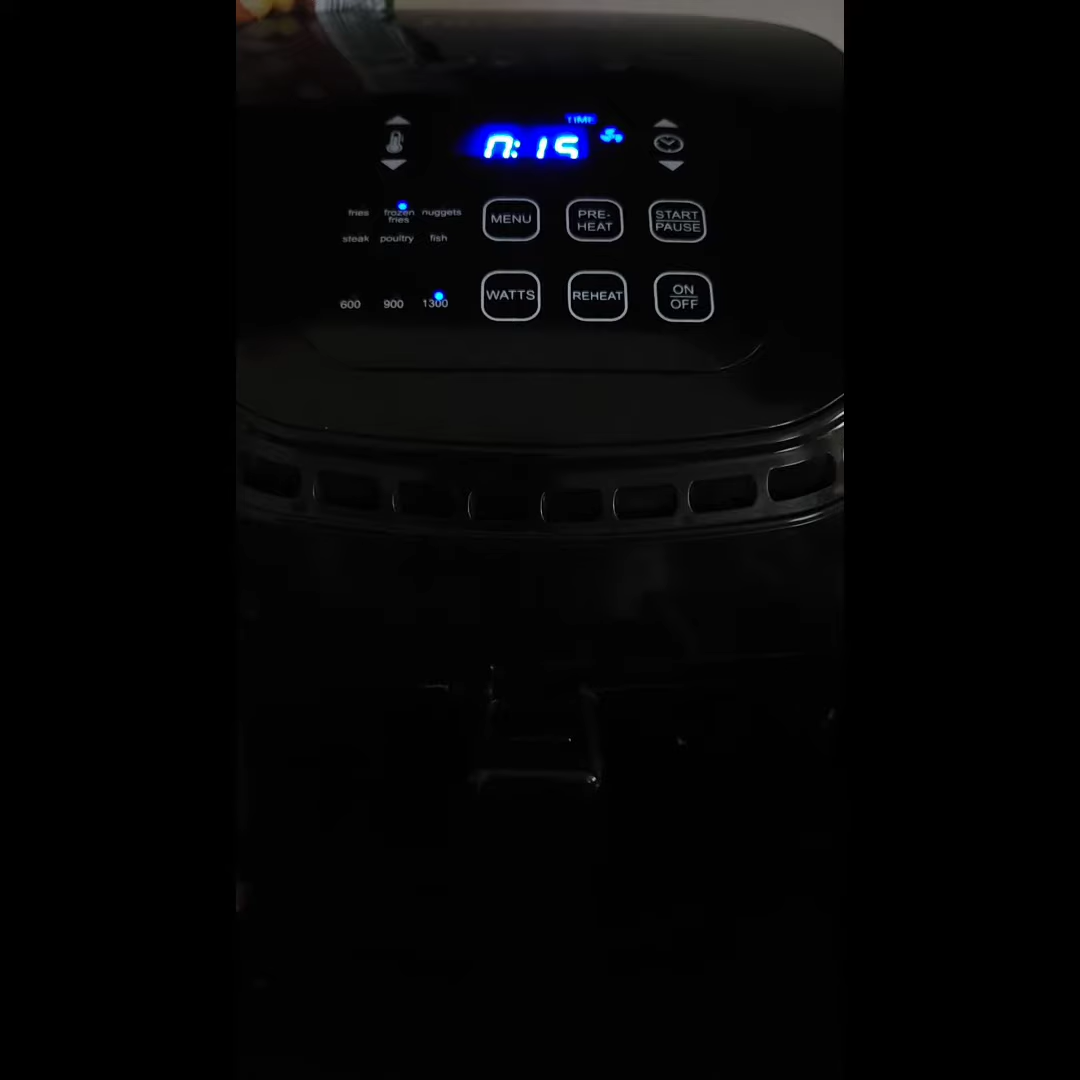 TIME
0:15
fries frozen fries nuggets
steak poultry fish
MENU
PRE-HEAT
START
PAUSE
600 900 1300
WATTS
REHEAT
ON
OFF